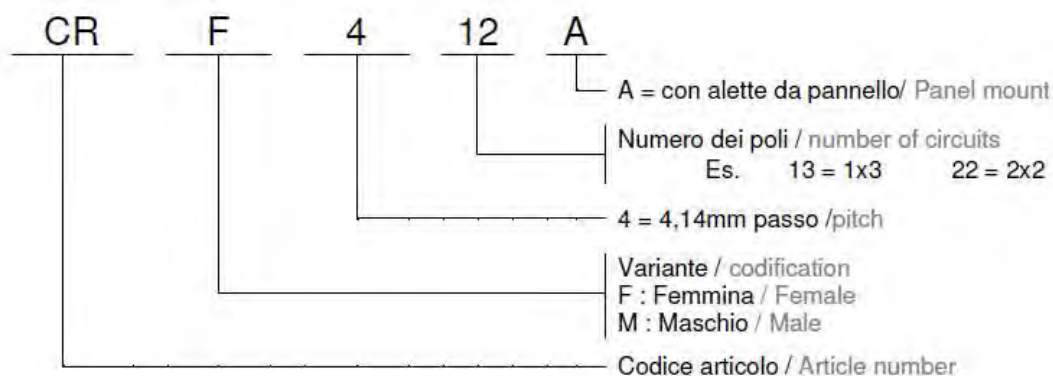 CR F 4 12 A
A = con alette da pannello/ Panel mount
Numero dei poli / number of circuits
Es. 13 = 1x3 22 = 2x2
4 = 4,14mm passo /pitch
Variante / codification
F : Femmina / Female
M : Maschio / Male
Codice articolo / Article number